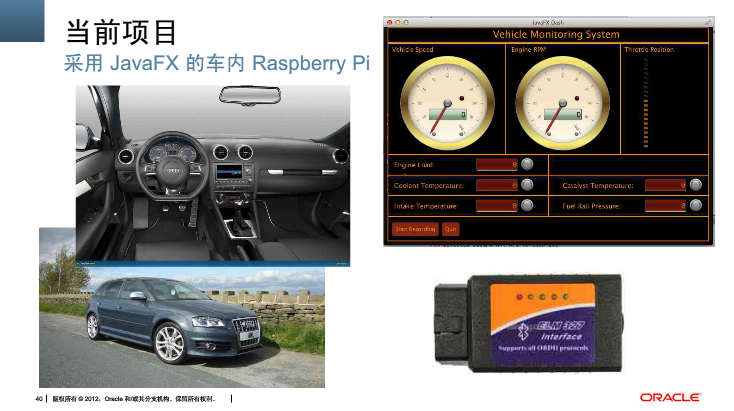 当前项目
采用 JavaFX 的车内 Raspberry Pi
JavaFX Dash
Vehicle Monitoring System
Vehicle Speed
Engine RPM
Throttle Position
0
0
Engine Load:
0
Coolant Temperature:
0
Catalyst Temperature:
0
Intake Temperature:
0
Fuel Rail Pressure:
0
Start Recording
Quit
ELM 327
Interface
Supports all OBDII protocols
40
版权所有 © 2012，Oracle 和/或其分支机构。保留所有权利。
ORACLE